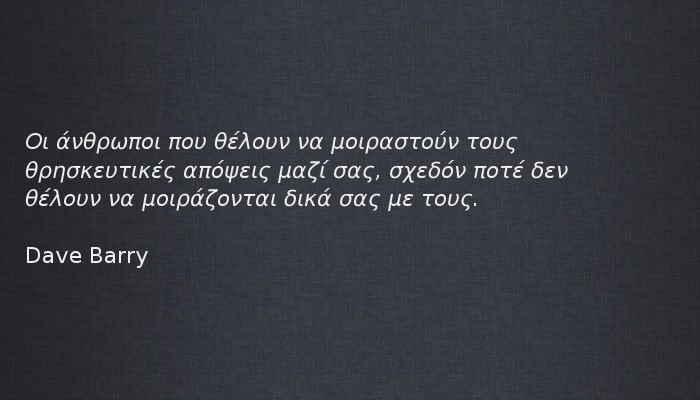 Οι άνθρωποι που θέλουν να μοιραστούν τους
θρησκευτικές απόψεις μαζί σας, σχεδόν ποτέ δεν
θέλουν να μοιράζονται δικά σας με τους.
Dave Barry